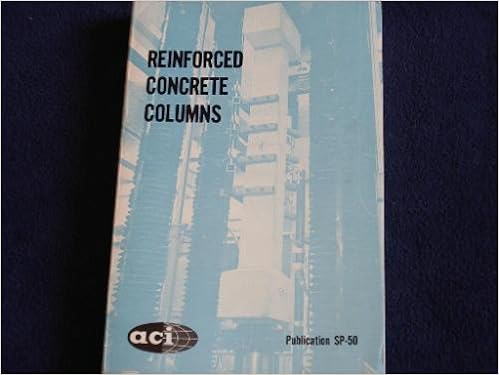 REINFORCED
CONCRETE
COLUMNS
aci
Publication SP-50